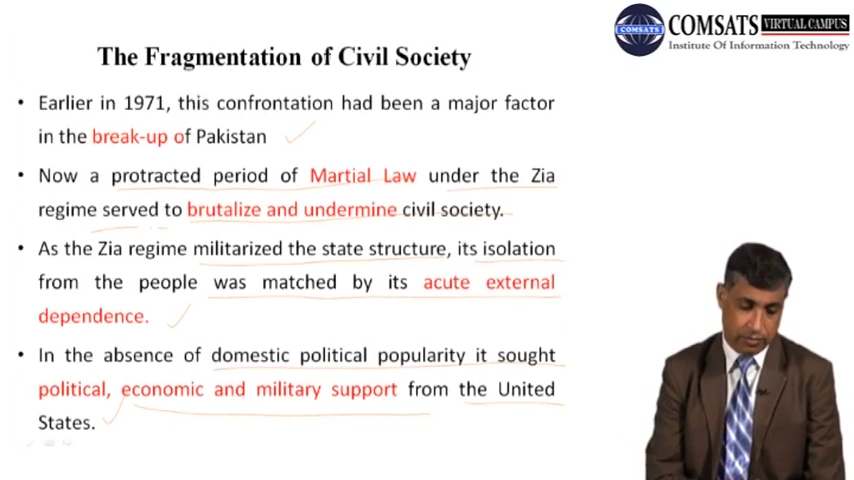 COMSATS VIRTUAL CAMPUS
COMSATS
Institute Of Information Technology
The Fragmentation of Civil Society
• Earlier in 1971, this confrontation had been a major factor
in the break-up of Pakistan
• Now a protracted period of Martial Law under the Zia
regime served to brutalize and undermine civil society.
• As the Zia regime militarized the state structure, its isolation
from the people was matched by its acute external
dependence.
• In the absence of domestic political popularity it sought
political, economic and military support from the United
States.